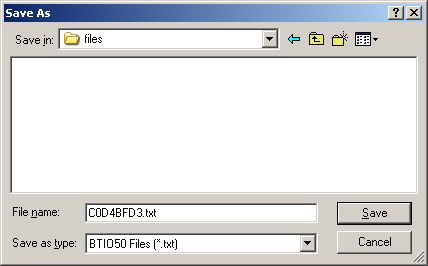 Save As
Save in: files
File name: C0D4BFD3.txt Save
Save as type: BTIO50 Files (*.txt) Cancel